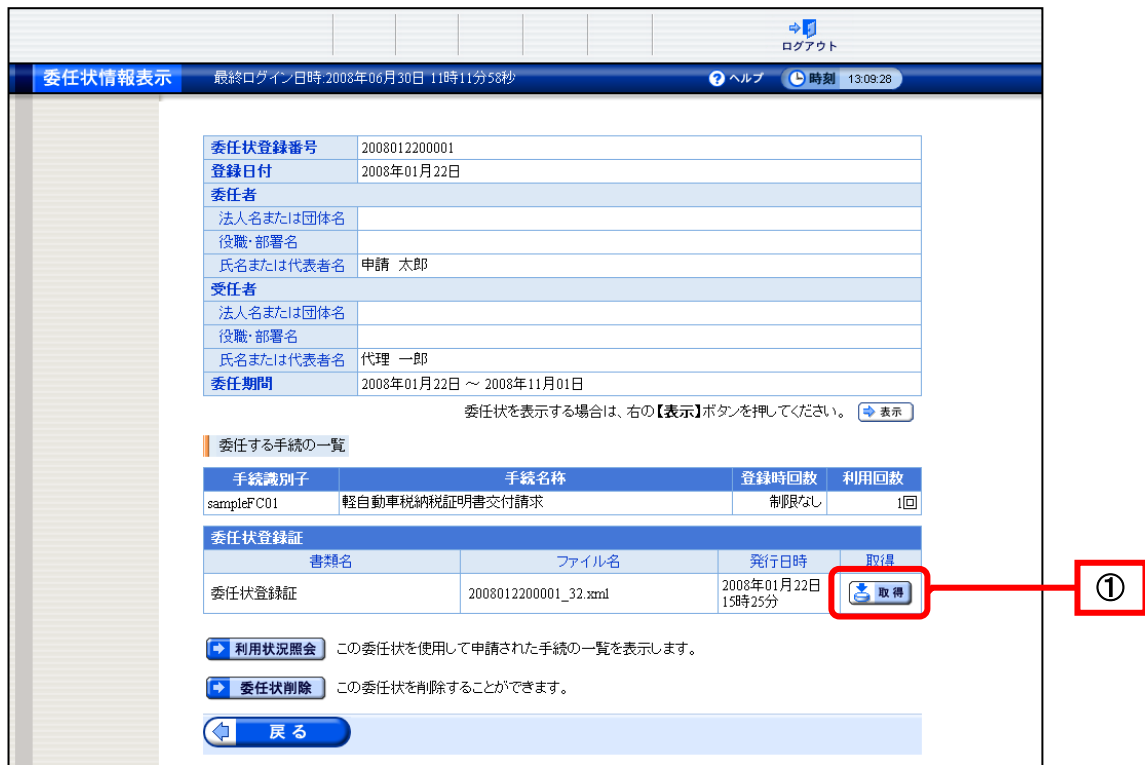 ログアウト
委任状情報表示 最終ログイン日時:2008年06月30日 11時11分58秒 ? ヘルプ 時刻 13:09:28
委任状登録番号 2008012200001
登録日付 2008年01月22日
委任者
法人名または団体名
役職・部署名
氏名または代表者名 申請 太郎
受任者
法人名または団体名
役職・部署名
氏名または代表者名 代理 一郎
委任期間 2008年01月22日 ～ 2008年11月01日
委任状を表示する場合は、右の【表示】ボタンを押してください。 表示
委任する手続の一覧
手続識別子 手続名称 登録時回数 利用回数
sampleFC01 軽自動車税納税証明書交付請求 制限なし 1回
委任状登録証
書類名 ファイル名 発行日時 取得
委任状登録証 2008012200001_32.xml 2008年01月22日 取得 ①
15時25分
利用状況照会 この委任状を使用して申請された手続の一覧を表示します。
委任状削除 この委任状を削除することができます。
戻る